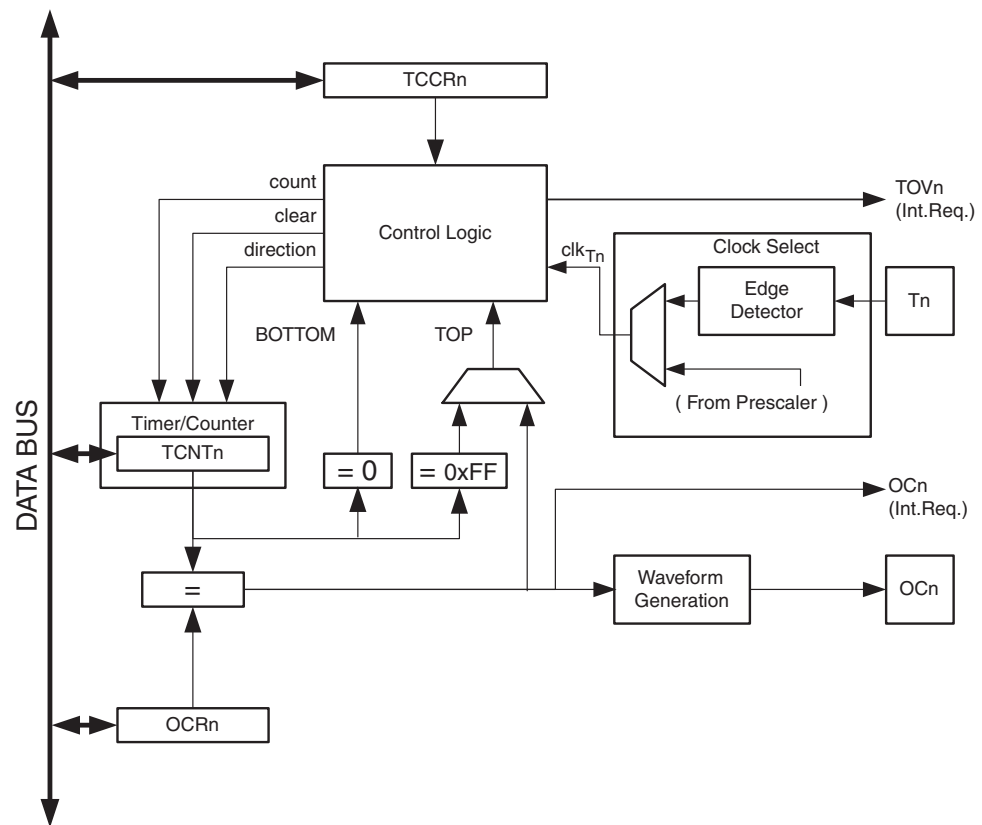 TCCRn
count
clear
direction
Control Logic
clkTn
TOVn
(Int.Req.)
Clock Select
Edge
Detector
Tn
( From Prescaler )
BOTTOM
TOP
DATA BUS
Timer/Counter
TCNTn
= 0
= 0xFF
OCn
(Int.Req.)
=
Waveform
Generation
OCn
OCRn